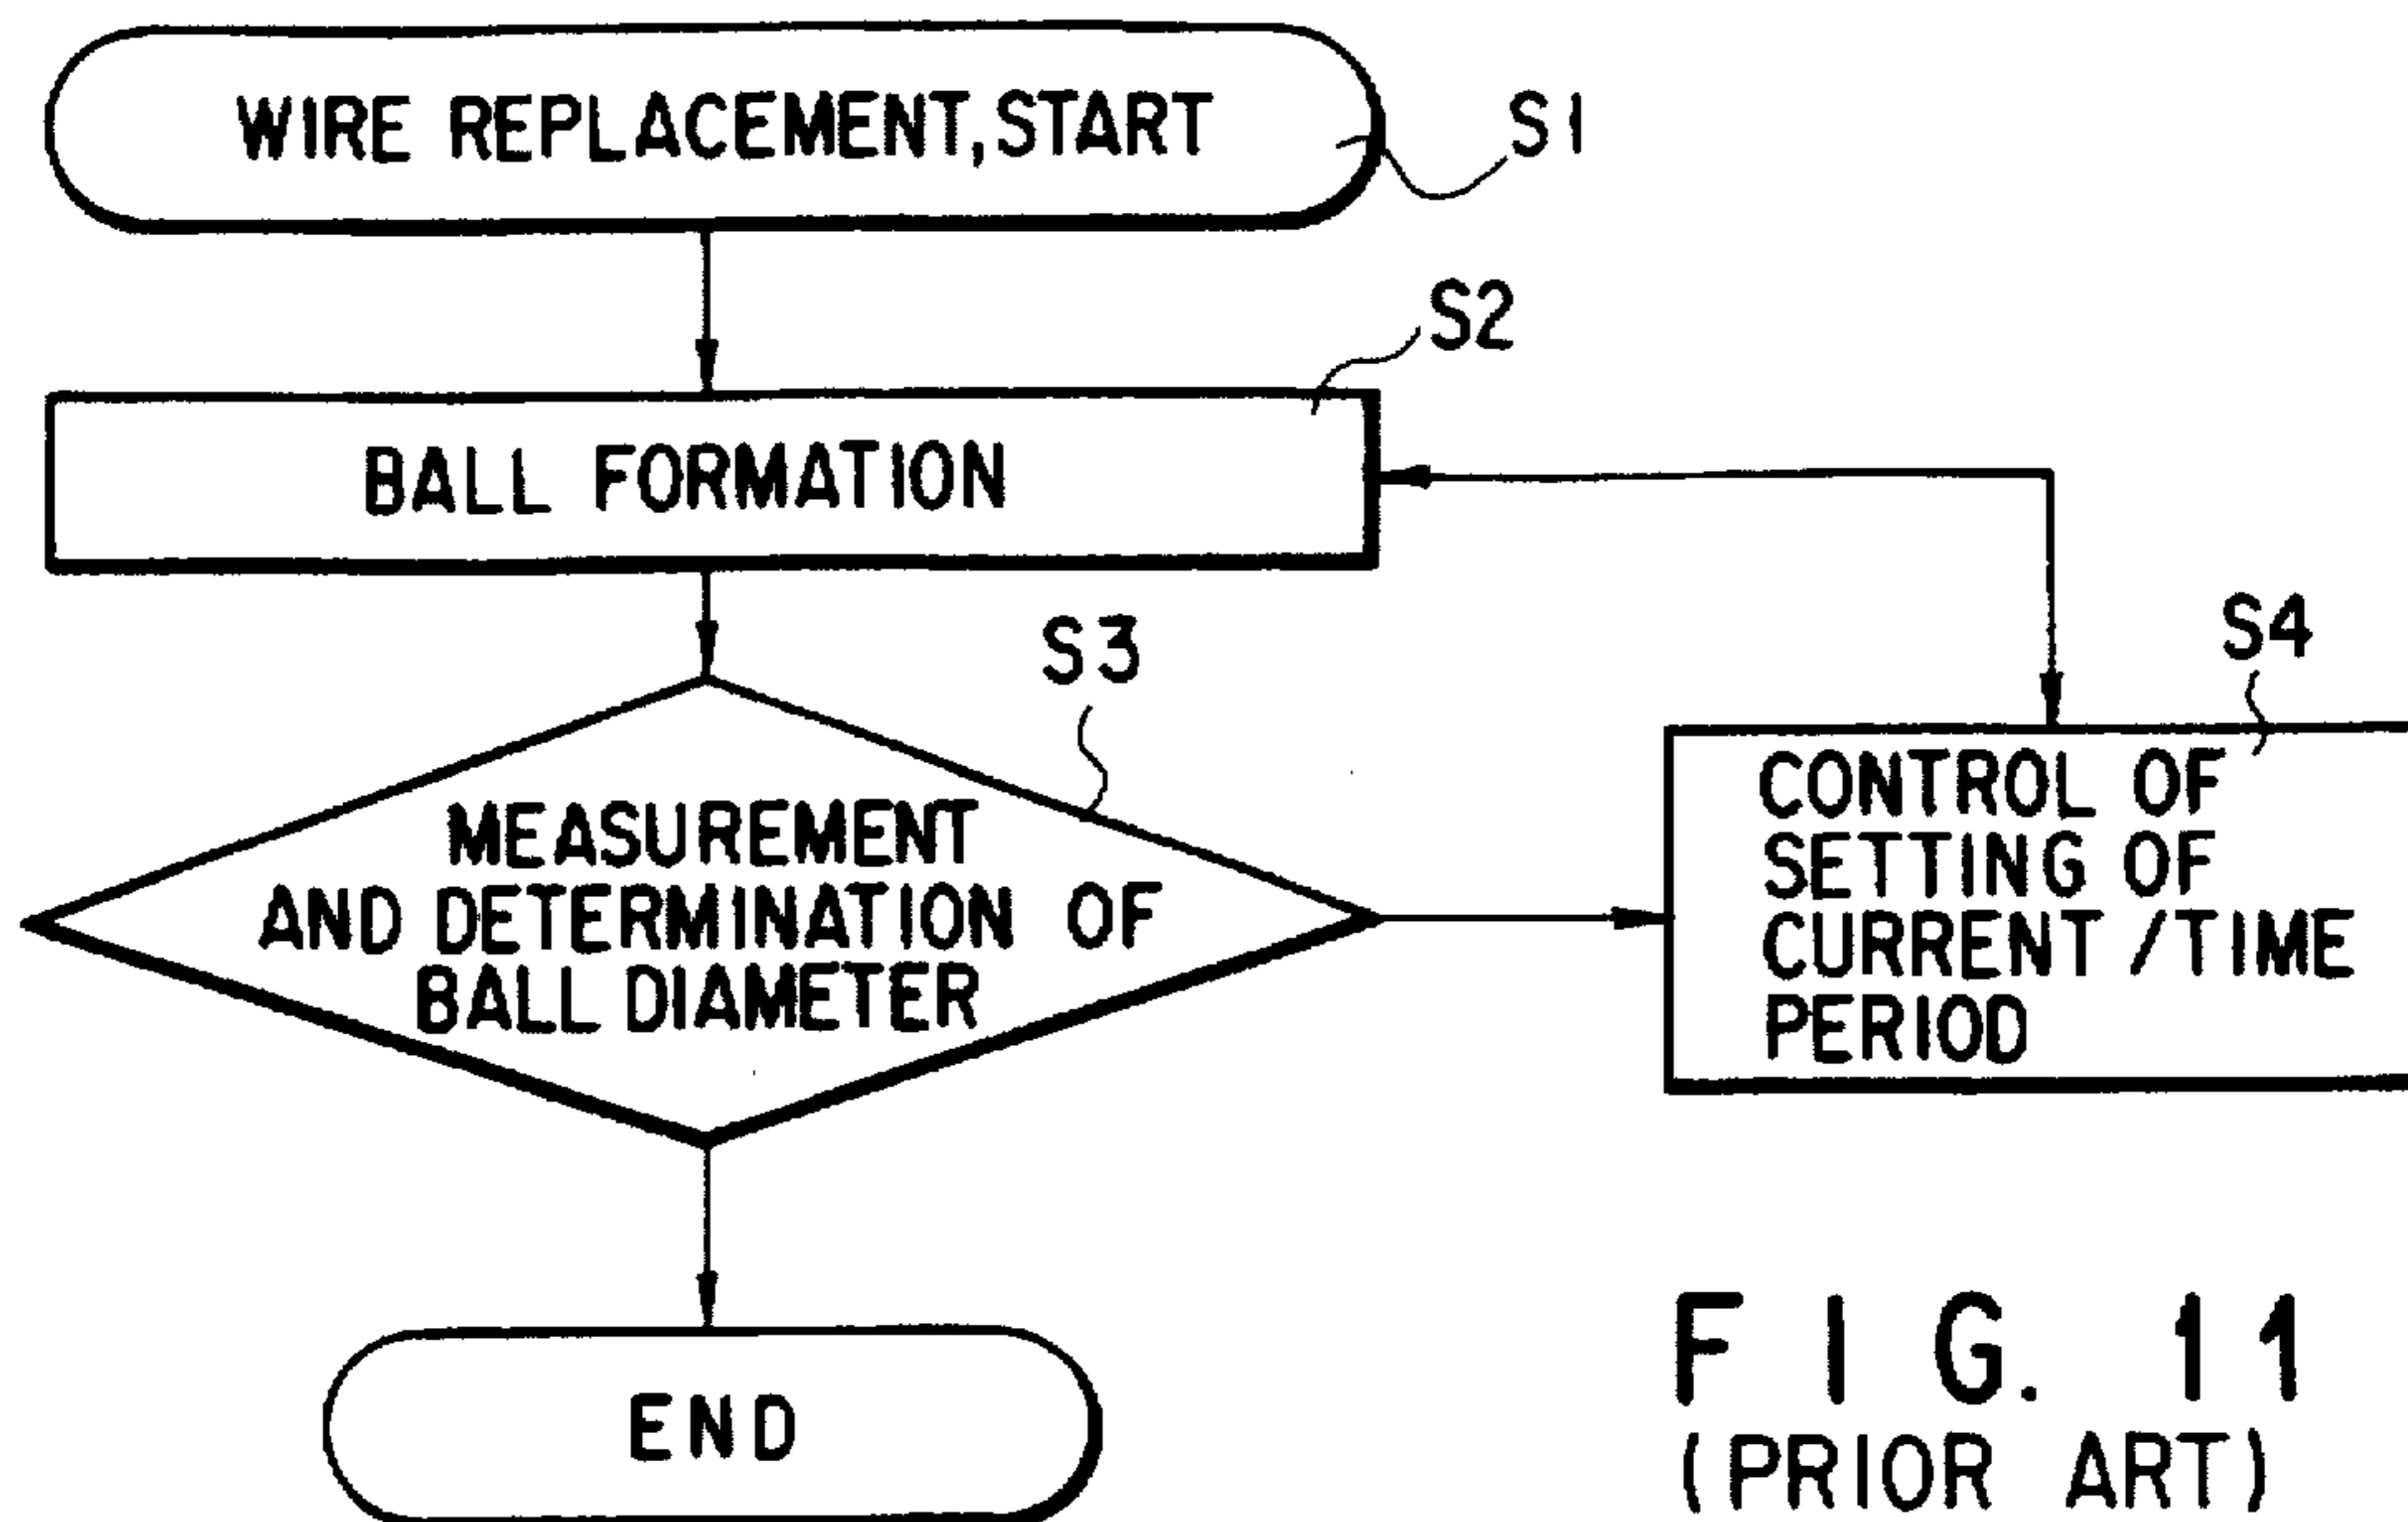 WIRE REPLACEMENT,START
S1
S2
BALL FORMATION
S3
MEASUREMENT
AND DETERMINATION OF
BALL DIAMETER
S4
CONTROL OF
SETTING OF
CURRENT /TIME
PERIOD
END
FIG. 11
(PRIOR ART)